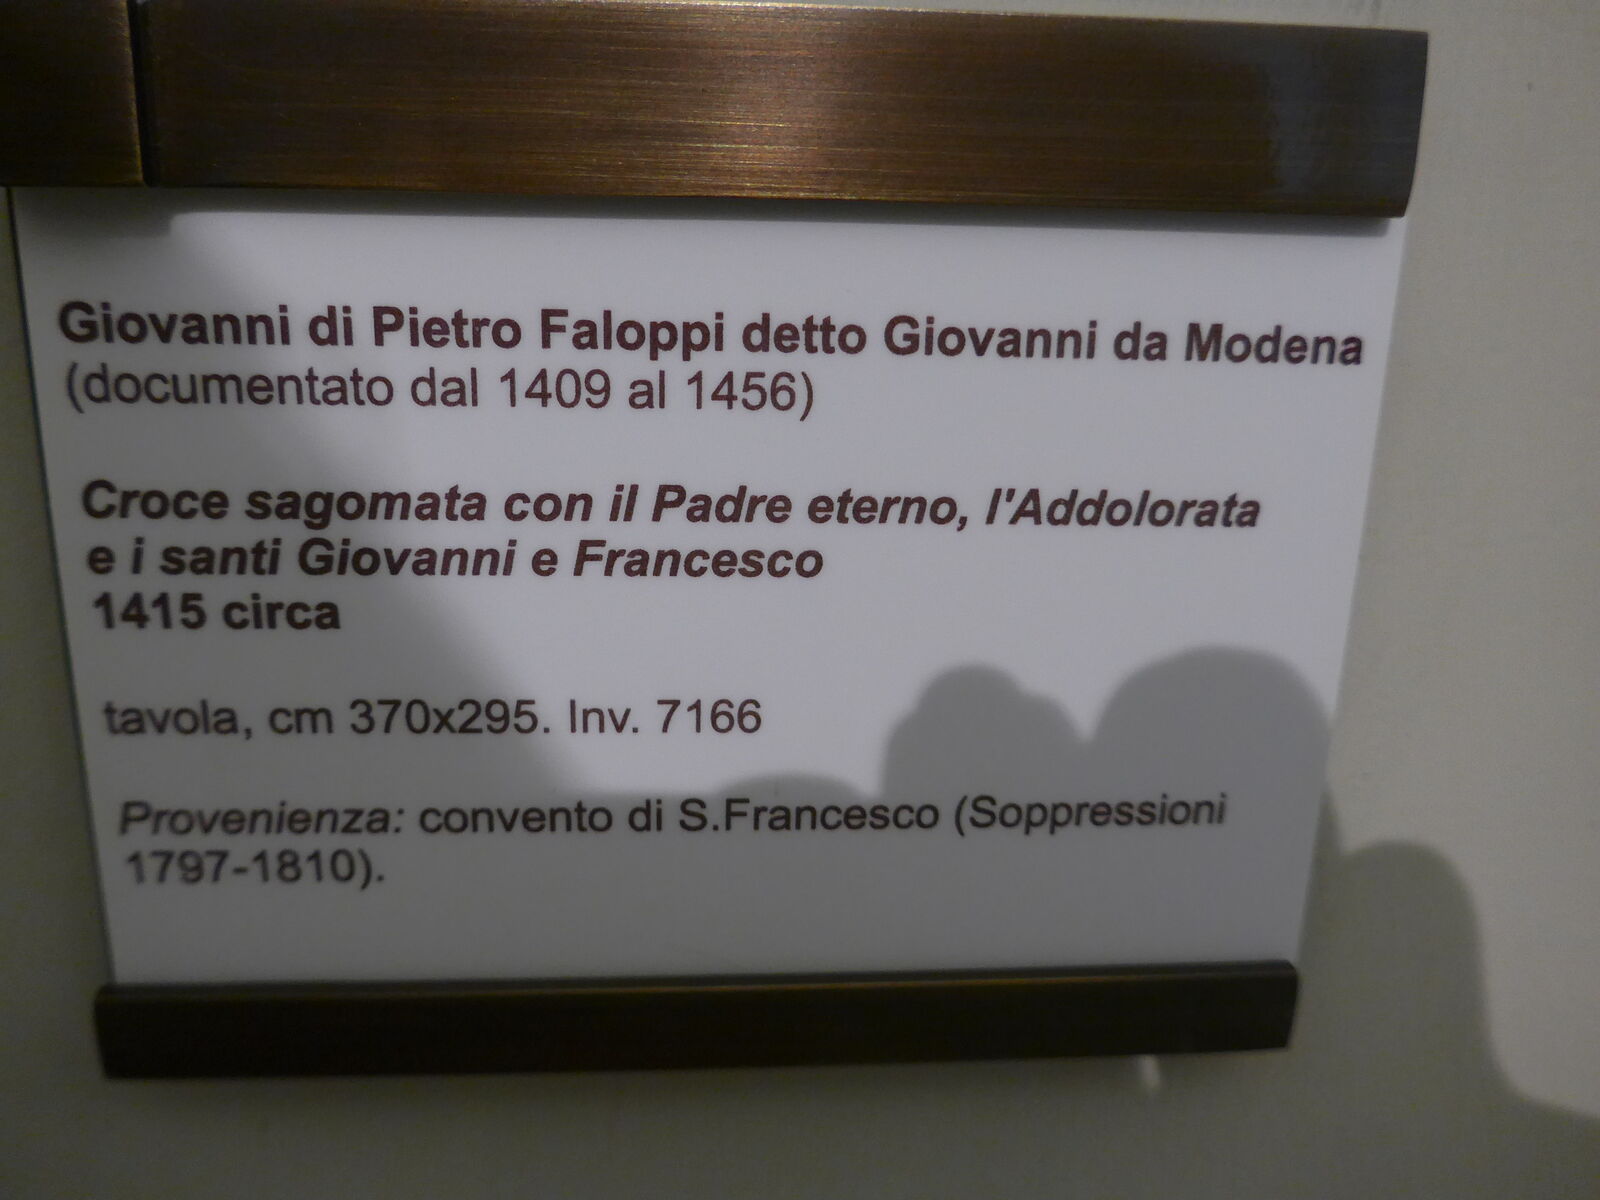 Giovanni di Pietro Faloppi detto Giovanni da Modena
(documentato dal 1409 al 1456)
Croce sagomata con il Padre eterno, l'Addolorata
e i santi Giovanni e Francesco
1415 circa
tavola, cm 370x295. Inv. 7166
Provenienza: convento di S.Francesco (Soppressioni
1797-1810).